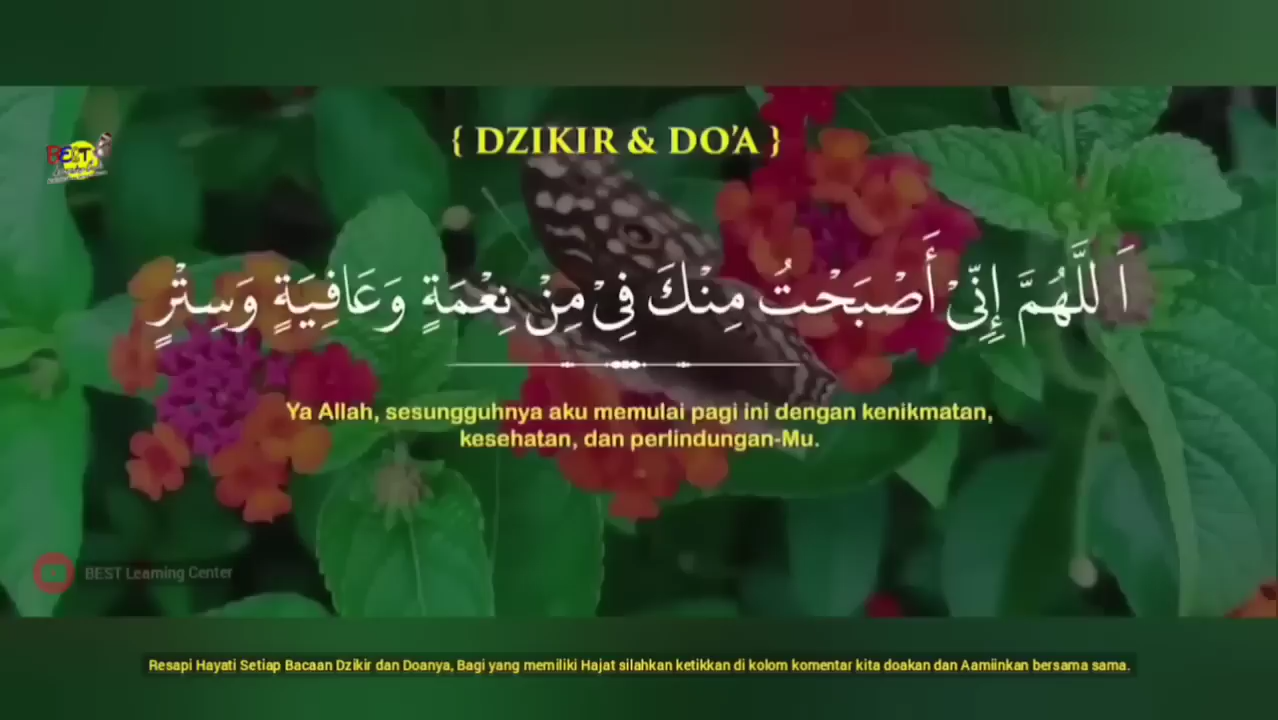 BEST
{ DZIKIR & DO’A }
اَ للَّهُمَّ إِنِّيْ أَصْبَحْتُ مِنْكَ فِيْ مِنْ نِعْمَةٍ وَعَافِيَةٍ وَسِتْرٍ
Ya Allah, sesungguhnya aku memulai pagi ini dengan kenikmatan,
kesehatan, dan perlindungan-Mu.
BEST Learning Center
Resapi Hayati Setiap Bacaan Dzikir dan Doanya, Bagi yang memiliki Hajat silahkan ketikkan di kolom komentar kita doakan dan Aamiinkan bersama sama.